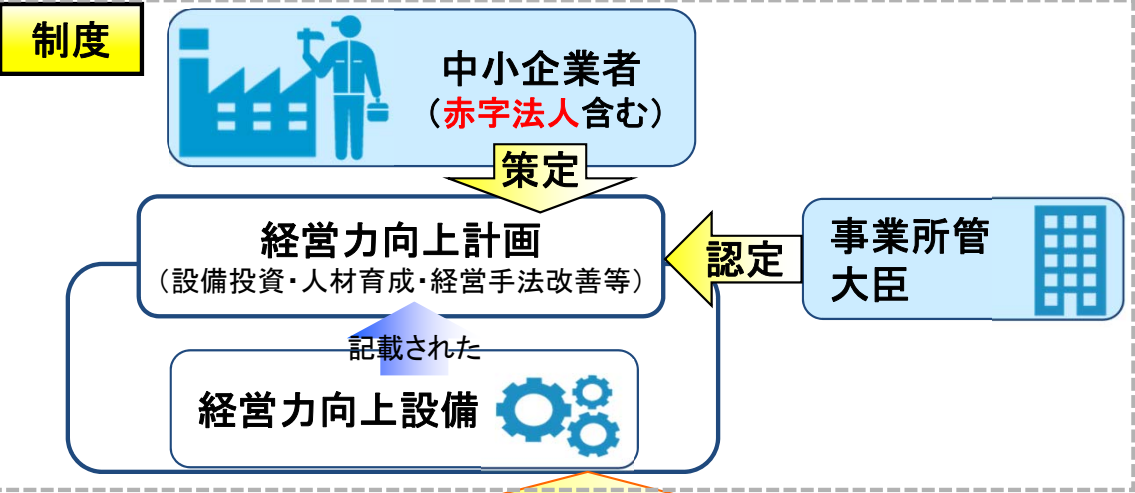 制度
中小企業者
（赤字法人含む）
策定
経営力向上計画
（設備投資・人材育成・経営手法改善等）
認定
事業所管
大臣
記載された
経営力向上設備